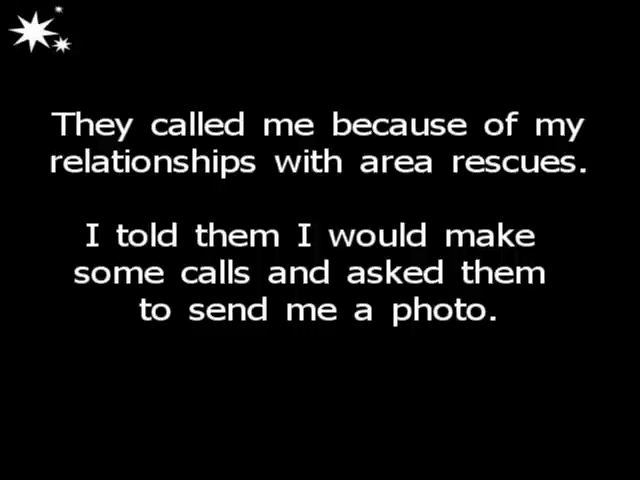 They called me because of my
relationships with area rescues.
I told them I would make
some calls and asked them
to send me a photo.